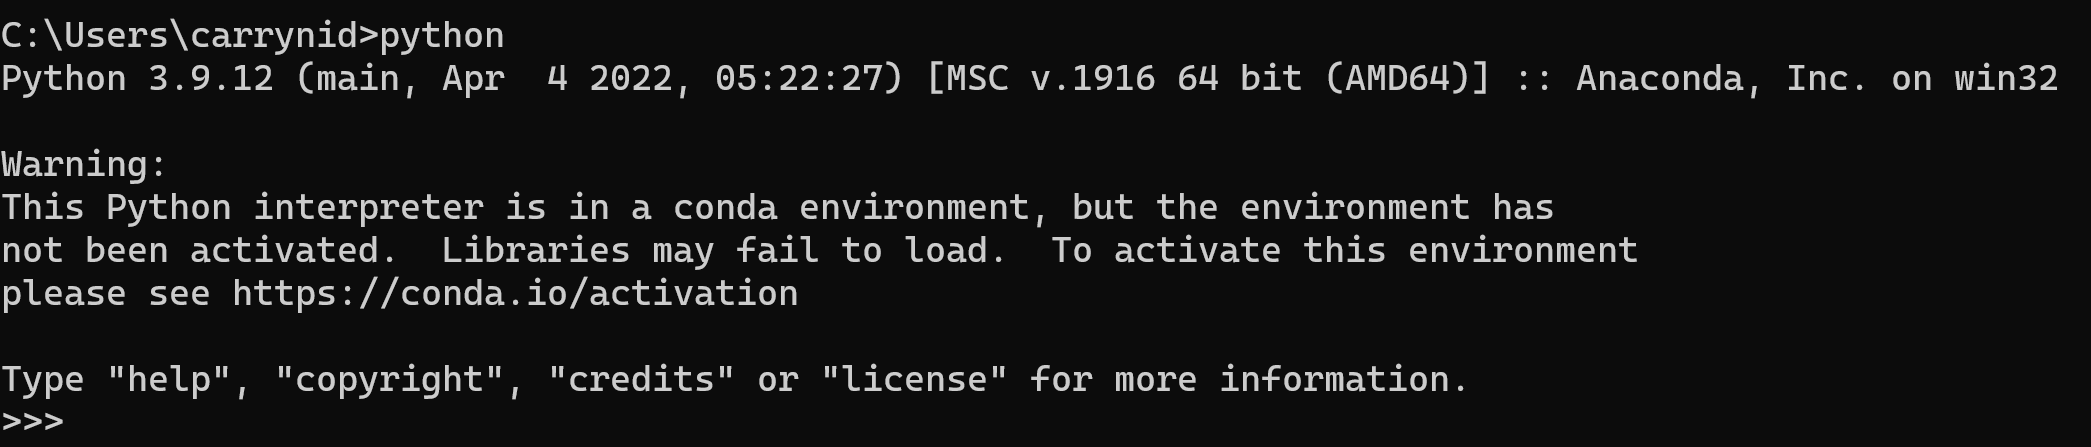 C:\Users\carrynid>python
Python 3.9.12 (main, Apr  4 2022, 05:22:27) [MSC v.1916 64 bit (AMD64)] :: Anaconda, Inc. on win32
Warning:
This Python interpreter is in a conda environment, but the environment has
not been activated.  Libraries may fail to load.  To activate this environment
please see https://conda.io/activation
Type "help", "copyright", "credits" or "license" for more information.
>>>